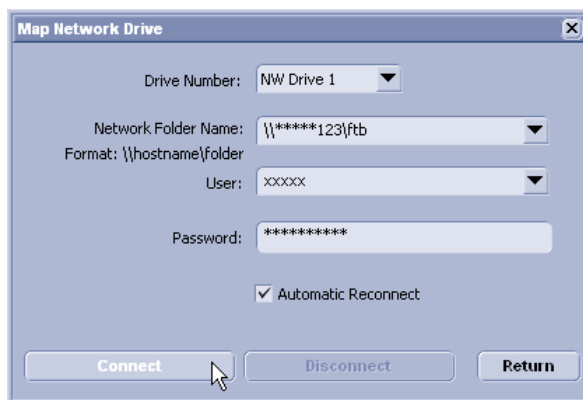 Map Network Drive
Drive Number: NW Drive 1
Network Folder Name: \\*****123\ftb
Format: \\hostname\folder
User: xxxxx
Password: **********
Automatic Reconnect
Connect Disconnect Return